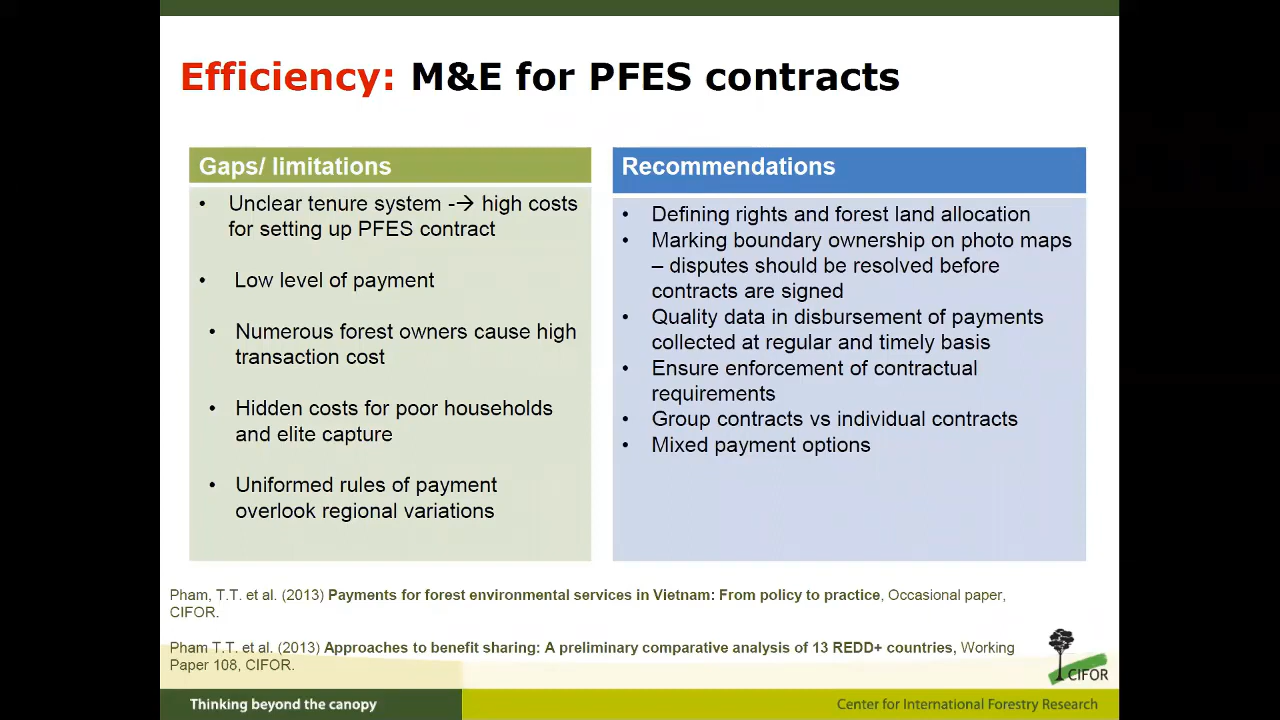 Efficiency: M&E for PFES contracts
Gaps/ limitations
• Unclear tenure system -→ high costs
for setting up PFES contract
• Low level of payment
• Numerous forest owners cause high
transaction cost
• Hidden costs for poor households
and elite capture
• Uniformed rules of payment
overlook regional variations
Recommendations
• Defining rights and forest land allocation
• Marking boundary ownership on photo maps
– disputes should be resolved before
contracts are signed
• Quality data in disbursement of payments
collected at regular and timely basis
• Ensure enforcement of contractual
requirements
• Group contracts vs individual contracts
• Mixed payment options
Pham, T.T. et al. (2013) Payments for forest environmental services in Vietnam: From policy to practice, Occasional paper,
CIFOR.
Pham T.T. et al. (2013) Approaches to benefit sharing: A preliminary comparative analysis of 13 REDD+ countries, Working
Paper 108, CIFOR.
CIFOR
Thinking beyond the canopy
Center for International Forestry Research